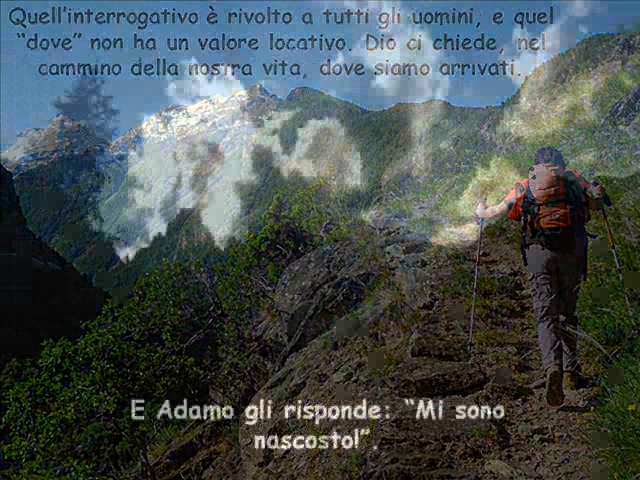 Quell'interrogativo è rivolto a tutti gli uomini, e quel
“dove” non ha un valore locativo. Dio ci chiede, nel
cammino della nostra vita, dove siamo arrivati.
E Adamo gli risponde: “Mi sono
nascosto!”.